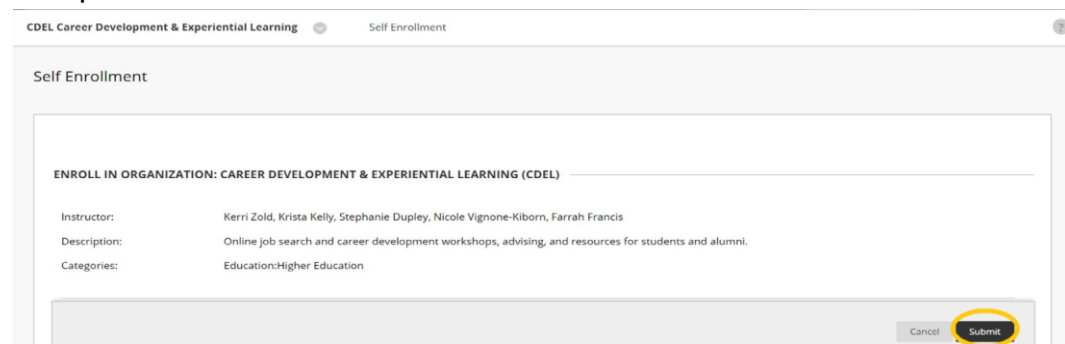 CDEL Career Development & Experiential Learning Self Enrollment ?
Self Enrollment
ENROLL IN ORGANIZATION: CAREER DEVELOPMENT & EXPERIENTIAL LEARNING (CDEL)
Instructor: Kerri Zold, Krista Kelly, Stephanie Dupley, Nicole Vignone-Kiborn, Farrah Francis
Description: Online job search and career development workshops, advising, and resources for students and alumni.
Categories: Education:Higher Education
Cancel Submit